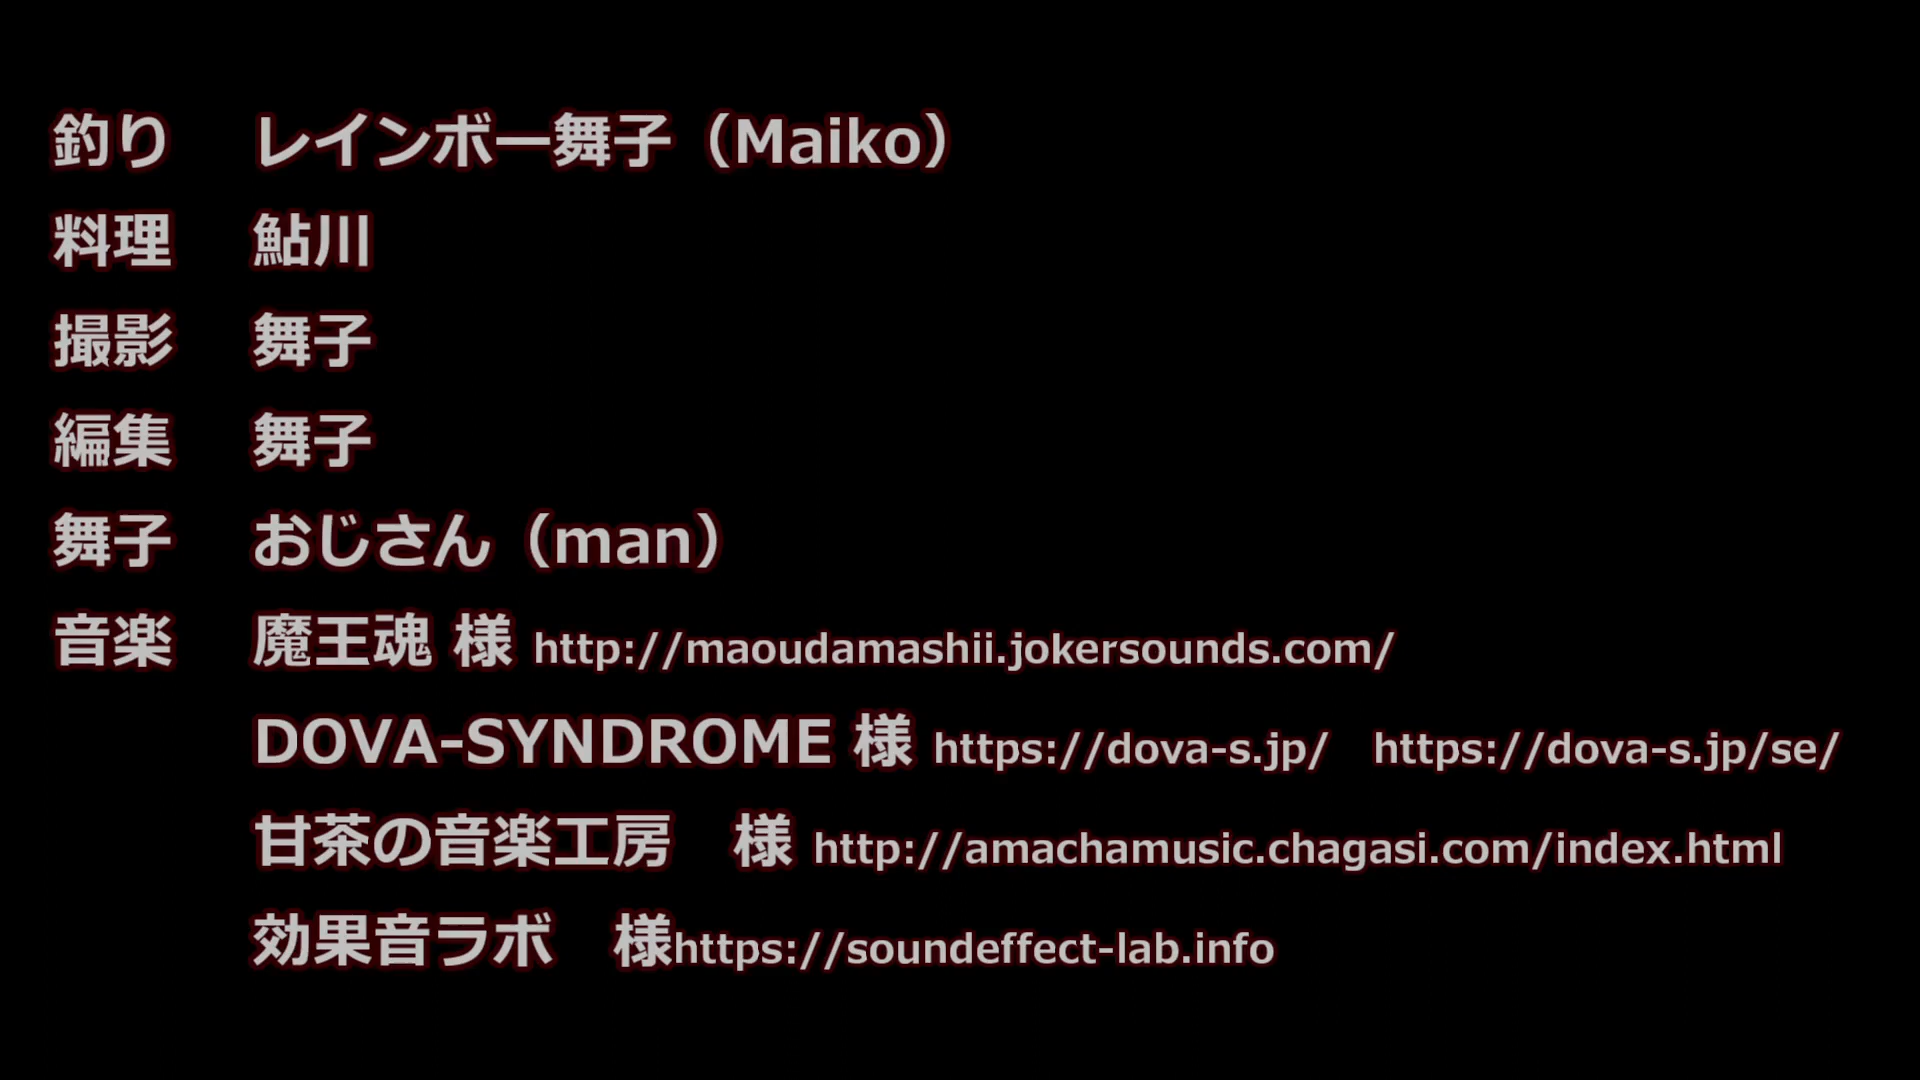 釣り　レインボー舞子（Maiko）
料理　鮎川
撮影　舞子
編集　舞子
舞子　おじさん（man）
音楽　魔王魂 様 http://maoudamashii.jokersounds.com/
DOVA-SYNDROME 様 https://dova-s.jp/　https://dova-s.jp/se/
甘茶の音楽工房　様 http://amachamusic.chagasi.com/index.html
効果音ラボ　様https://soundeffect-lab.info